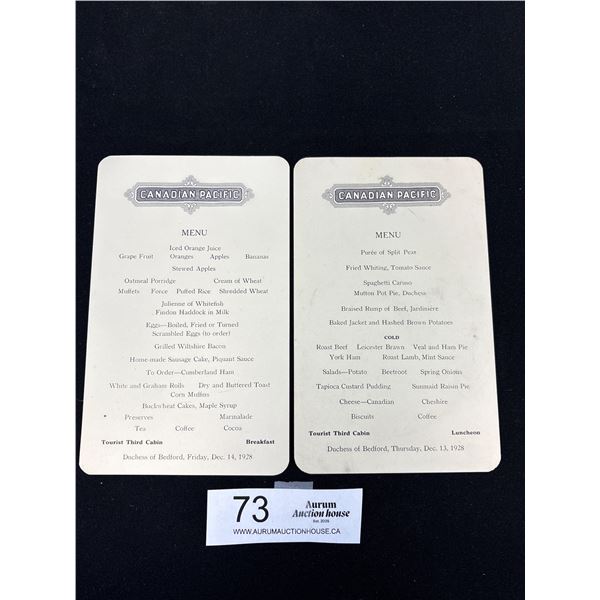 CANADIAN PACIFIC
MENU
Iced Orange Juice
Grape Fruit Oranges Apples Bananas
Stewed Apples
Oatmeal Porridge Cream of Wheat
Muffets Force Puffed Rice Shredded Wheat
Julienne of Whitefish
Findon Haddock in Milk
Eggs—Boiled, Fried or Turned
Scrambled Eggs (to order)
Grilled Wiltshire Bacon
Home-made Sausage Cake, Piquant Sauce
To Order—Cumberland Ham
White and Graham Rolls Dry and Buttered Toast
Corn Muffins
Buckwheat Cakes, Maple Syrup
Preserves Marmalade
Tea Coffee Cocoa
Tourist Third Cabin Breakfast
Duchess of Bedford, Friday, Dec. 14, 1928
CANADIAN PACIFIC
MENU
Purée of Split Peas
Fried Whiting, Tomato Sauce
Spaghetti Caruso
Mutton Pot Pie, Duchess
Braised Rump of Beef, Jardinière
Baked Jacket and Hashed Brown Potatoes
COLD
Roast Beef Leicester Brawn Veal and Ham Pie
York Ham Roast Lamb, Mint Sauce
Salads—Potato Beetroot Spring Onions
Tapioca Custard Pudding Sunmaid Raisin Pie
Cheese—Canadian Cheshire
Biscuits Coffee
Tourist Third Cabin Luncheon
Duchess of Bedford, Thursday, Dec. 13, 1928
73
Aurum
Auction house
WWW.AURUMAUCTIONHOUSE.CA